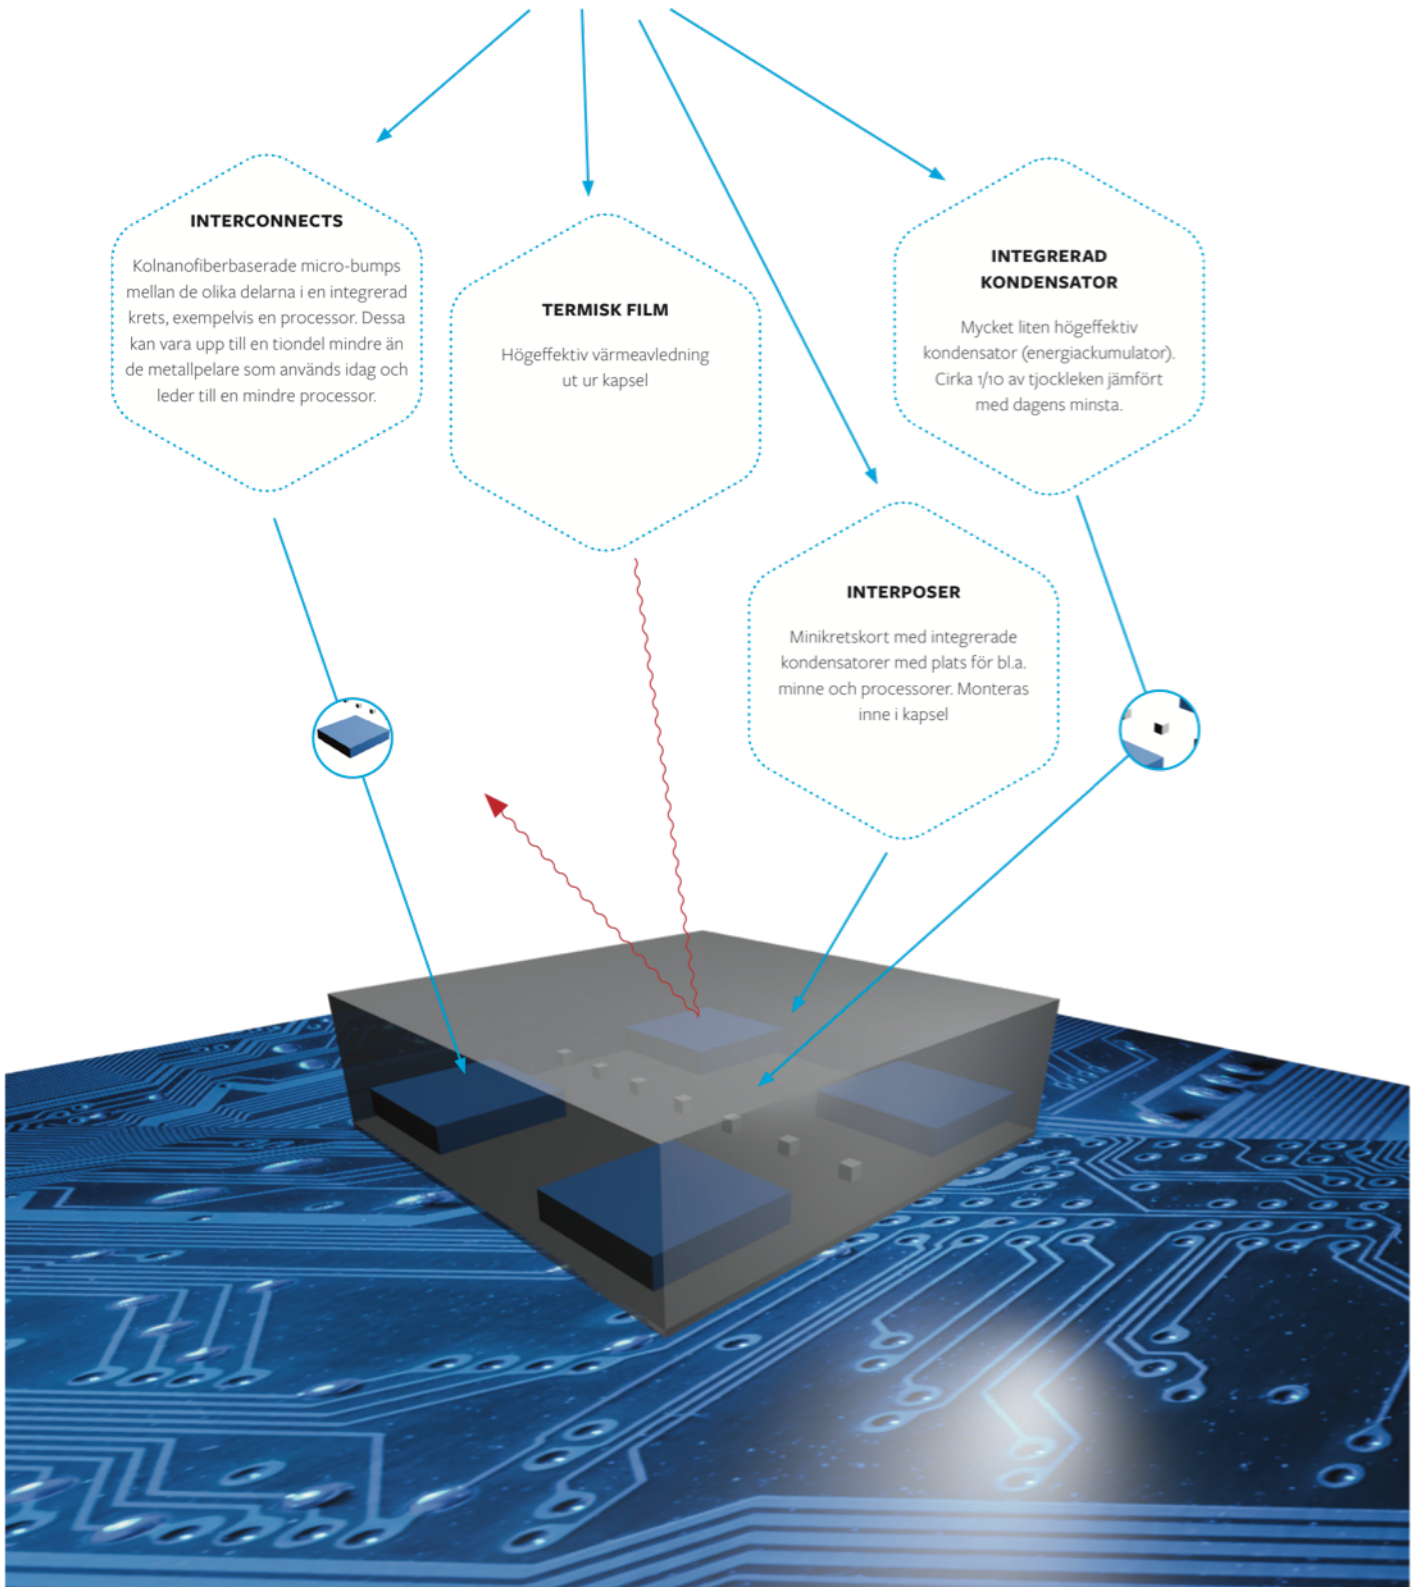 INTERCONNECTS
Kolnanofiberbaserade micro-bumps
mellan de olika delarna i en integrerad
krets, exempelvis en processor. Dessa
kan vara upp till en tiondel mindre än
de metallpelare som används idag och
leder till en mindre processor.
TERMISK FILM
Högeffektiv värmeavledning
ut ur kapsel
INTEGRERAD
KONDENSATOR
Mycket liten högeffektiv
kondensator (energiackumulator).
Cirka 1/10 av tjockleken jämfört
med dagens minsta.
INTERPOSER
Minikretskort med integrerade
kondensatorer med plats för bl.a.
minne och processorer. Monteras
inne i kapsel